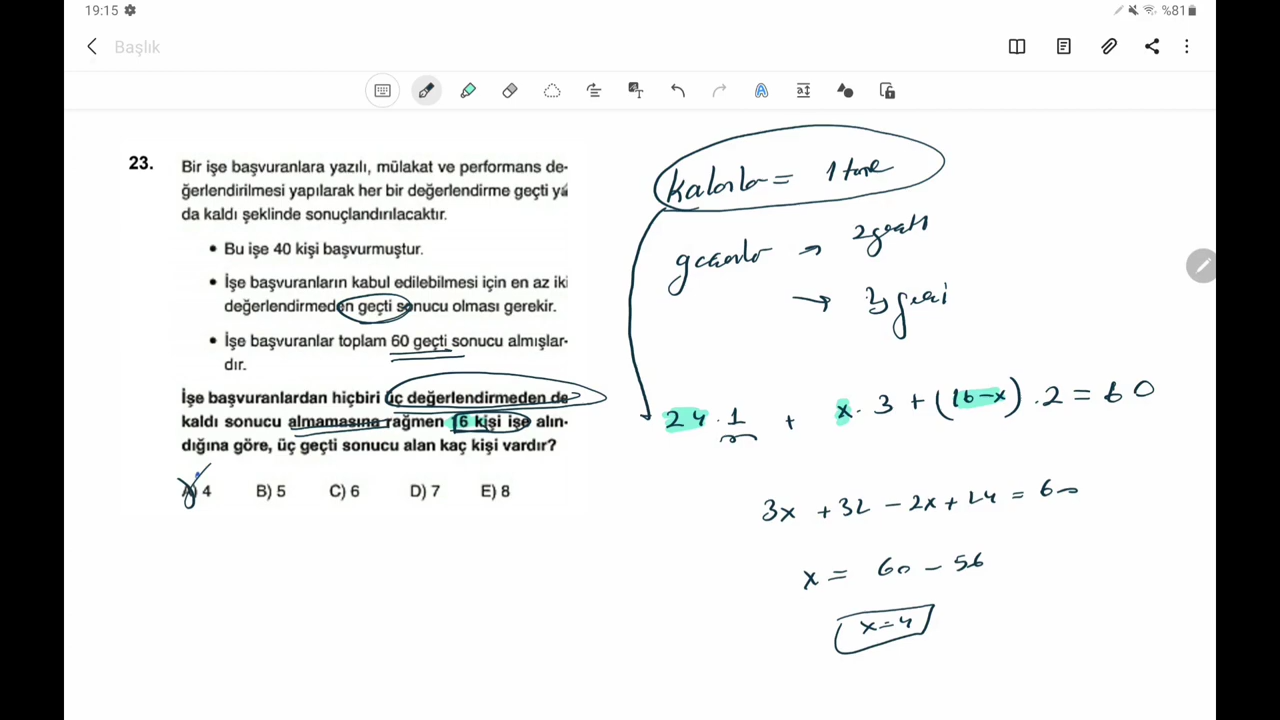 19:15
%81
Başlık
23. Bir işe başvuranlara yazılı, mülakat ve performans de-
ğerlendirilmesi yapılarak her bir değerlendirme geçti ya
da kaldı şeklinde sonuçlandırılacaktır.
• Bu işe 40 kişi başvurmuştur.
• İşe başvuranların kabul edilebilmesi için en az iki
değerlendirmeden geçti sonucu olması gerekir.
• İşe başvuranlar toplam 60 geçti sonucu almışlar-
dır.
İşe başvuranlardan hiçbiri üç değerlendirmeden de
kaldı sonucu almamasına rağmen 16 kişi işe alın-
dığına göre, üç geçti sonucu alan kaç kişi vardır?
A) 4 B) 5 C) 6 D) 7 E) 8
Kalanlar = 1 tane
→ 2 geçti
→ 3 geçti
24 . 1 + x . 3 + (16-x) . 2 = 60
3x + 32 - 2x + 24 = 60
x = 60 - 56
x = 4